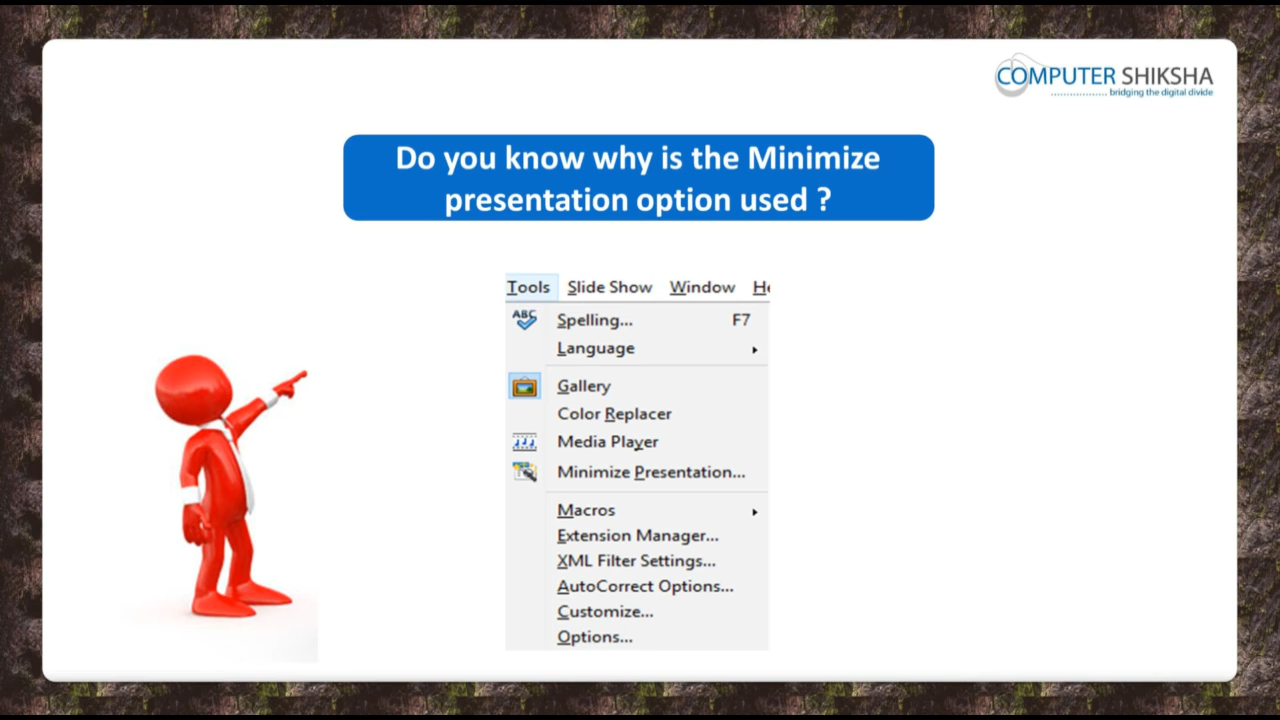 COMPUTER SHIKSHA
bridging the digital divide
Do you know why is the Minimize
presentation option used ?
Tools Slide Show Window He
ABC Spelling... F7
Language
Gallery
Color Replacer
Media Player
Minimize Presentation...
Macros
Extension Manager...
XML Filter Settings...
AutoCorrect Options...
Customize...
Options...